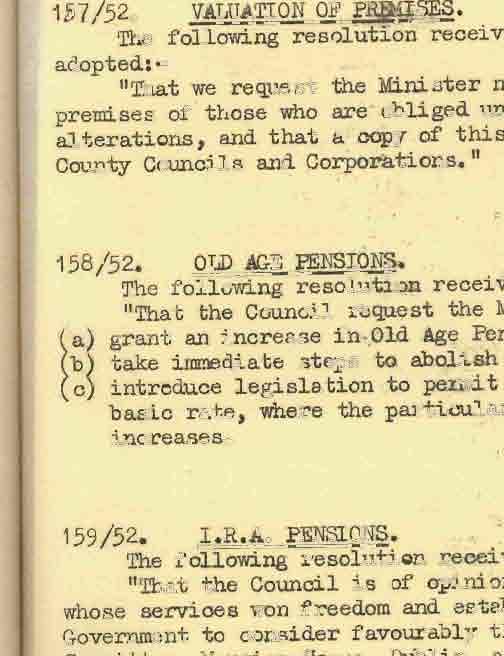 157/52. VALUATION OF PREMISES.
The following resolution receiv
adopted:-
"That we request the Minister n
premises of those who are obliged un
alterations, and that a copy of this
County Councils and Corporations."
158/52. OLD AGE PENSIONS.
The following resolution receiv
"That the Council request the M
(a) grant an increase in Old Age Pen
(b) take immediate steps to abolish
(c) introduce legislation to permit
basic rate, where the particula
increases
159/52. I.R.A. PENSIONS.
The following resolution receiv
"That the Council is of opinio
whose services won freedom and esta
Government to consider favourably t